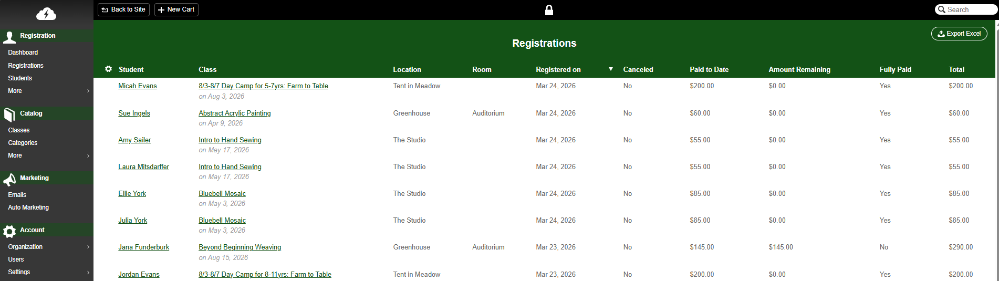 Back to Site
New Cart
Search
Registration
Dashboard
Registrations
Students
More
Catalog
Classes
Categories
More
Marketing
Emails
Auto Marketing
Account
Organization
Users
Settings
Export Excel
Registrations
Student Class Location Room Registered on Canceled Paid to Date Amount Remaining Fully Paid Total
Micah Evans 8/3-8/7 Day Camp for 5-7yrs: Farm to Table Tent in Meadow Mar 24, 2026 No $200.00 $0.00 Yes $200.00
on Aug 3, 2026
Sue Ingels Abstract Acrylic Painting Greenhouse Auditorium Mar 24, 2026 No $60.00 $0.00 Yes $60.00
on Apr 9, 2026
Amy Sailer Intro to Hand Sewing The Studio Mar 24, 2026 No $55.00 $0.00 Yes $55.00
on May 17, 2026
Laura Mitsdarffer Intro to Hand Sewing The Studio Mar 24, 2026 No $55.00 $0.00 Yes $55.00
on May 17, 2026
Ellie York Bluebell Mosaic The Studio Mar 24, 2026 No $85.00 $0.00 Yes $85.00
on May 3, 2026
Julia York Bluebell Mosaic The Studio Mar 24, 2026 No $85.00 $0.00 Yes $85.00
on May 3, 2026
Jana Funderburk Beyond Beginning Weaving Greenhouse Auditorium Mar 23, 2026 No $145.00 $145.00 No $290.00
on Aug 15, 2026
Jordan Evans 8/3-8/7 Day Camp for 8-11yrs: Farm to Table Tent in Meadow Mar 23, 2026 No $200.00 $0.00 Yes $200.00